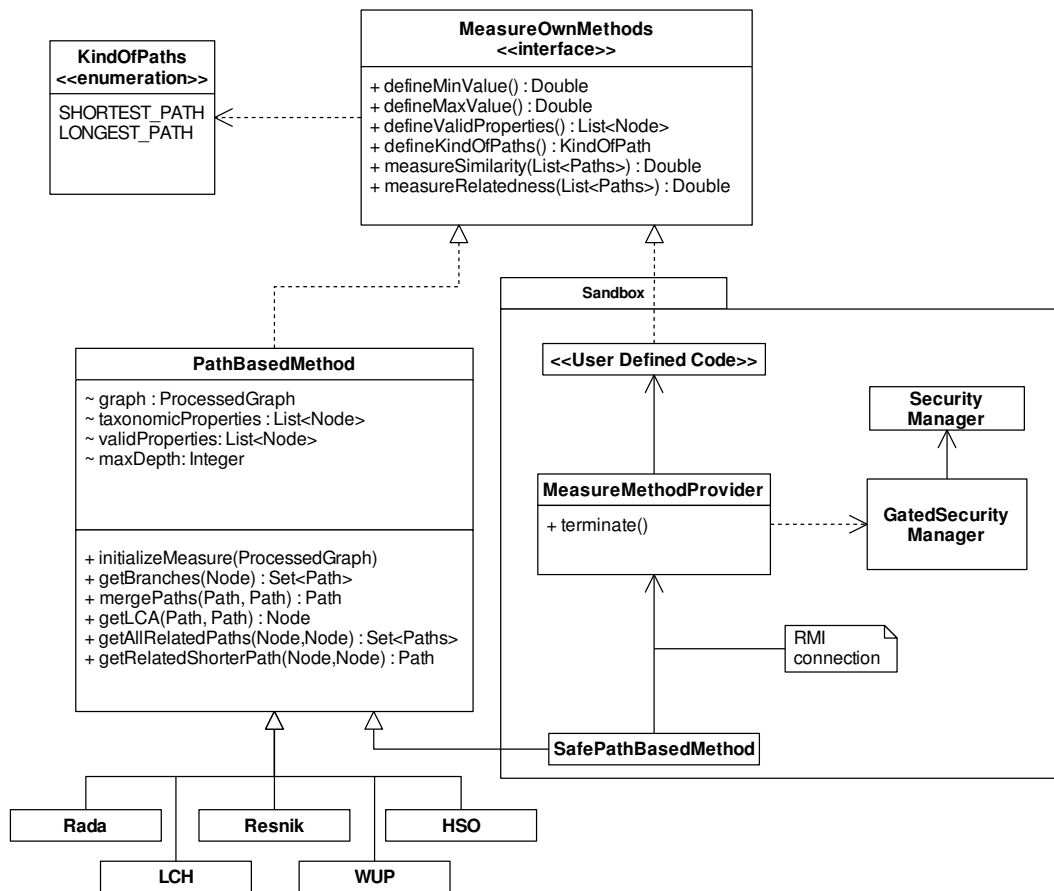 KindOfPaths
<<enumeration>>
SHORTEST_PATH
LONGEST_PATH
MeasureOwnMethods
<<interface>>
+ defineMinValue() : Double
+ defineMaxValue() : Double
+ defineValidProperties() : List<Node>
+ defineKindOfPaths() : KindOfPath
+ measureSimilarity(List<Paths>) : Double
+ measureRelatedness(List<Paths>) : Double
Sandbox
<<User Defined Code>>
Security
Manager
MeasureMethodProvider
+ terminate()
GatedSecurity
Manager
RMI
connection
SafePathBasedMethod
PathBasedMethod
~ graph : ProcessedGraph
~ taxonomicProperties : List<Node>
~ validProperties: List<Node>
~ maxDepth: Integer
+ initializeMeasure(ProcessedGraph)
+ getBranches(Node) : Set<Path>
+ mergePaths(Path, Path) : Path
+ getLCA(Path, Path) : Node
+ getAllRelatedPaths(Node,Node) : Set<Paths>
+ getRelatedShorterPath(Node,Node) : Path
Rada
Resnik
HSO
LCH
WUP